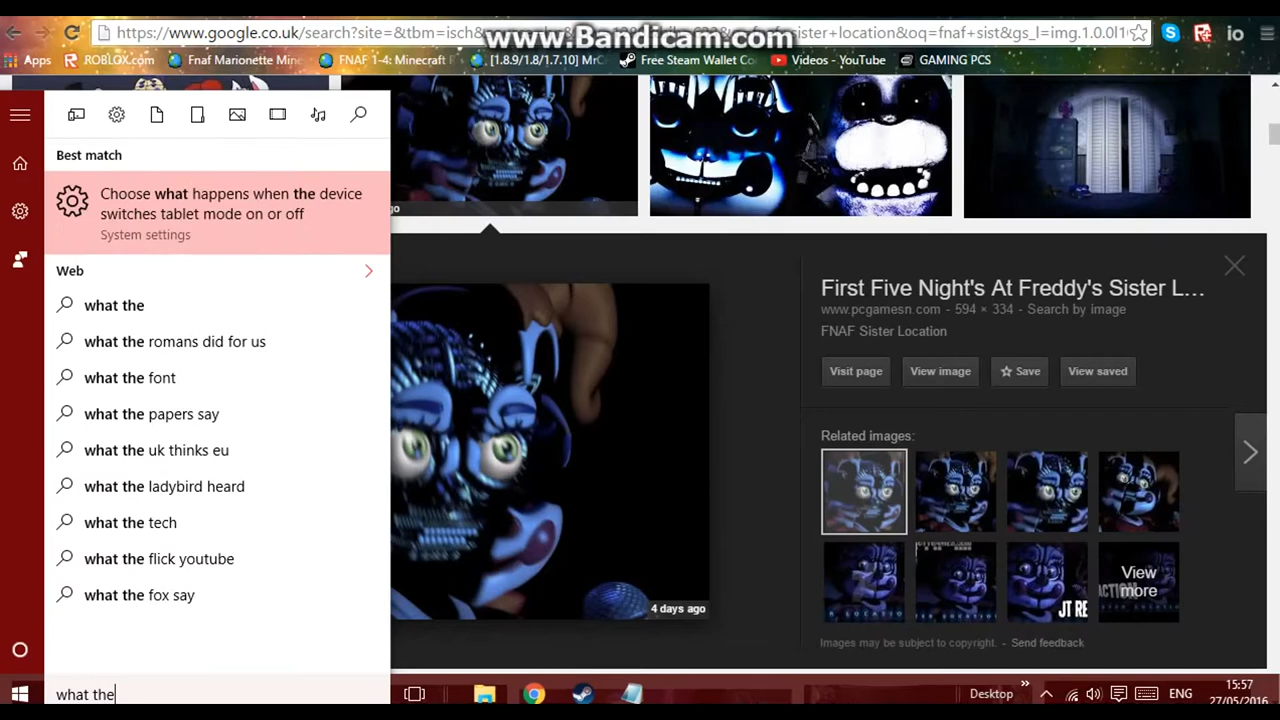 https://www.google.co.uk/search?site=&tbm=isch
sister+location&oq=fnaf+sist&gs_l=img.1.0.0l1
www.Bandicam.com
io
Apps ROBLOX.com Fnaf Marionette Mine FNAF 1-4: Minecraft F [1.8.9/1.8/1.7.10] MrC Free Steam Wallet Co Videos - YouTube GAMING PCS
Best match
Choose what happens when the device
switches tablet mode on or off
System settings
go
Web
what the
what the romans did for us
what the font
what the papers say
what the uk thinks eu
what the ladybird heard
what the tech
what the flick youtube
what the fox say
what the
4 days ago
First Five Night's At Freddy's Sister L...
www.pcgamesn.com - 594 × 334 - Search by image
FNAF Sister Location
Visit page View image Save View saved
Related images:
JT RE
View
more
Images may be subject to copyright. - Send feedback
Desktop
ENG
15:57
27/05/2016